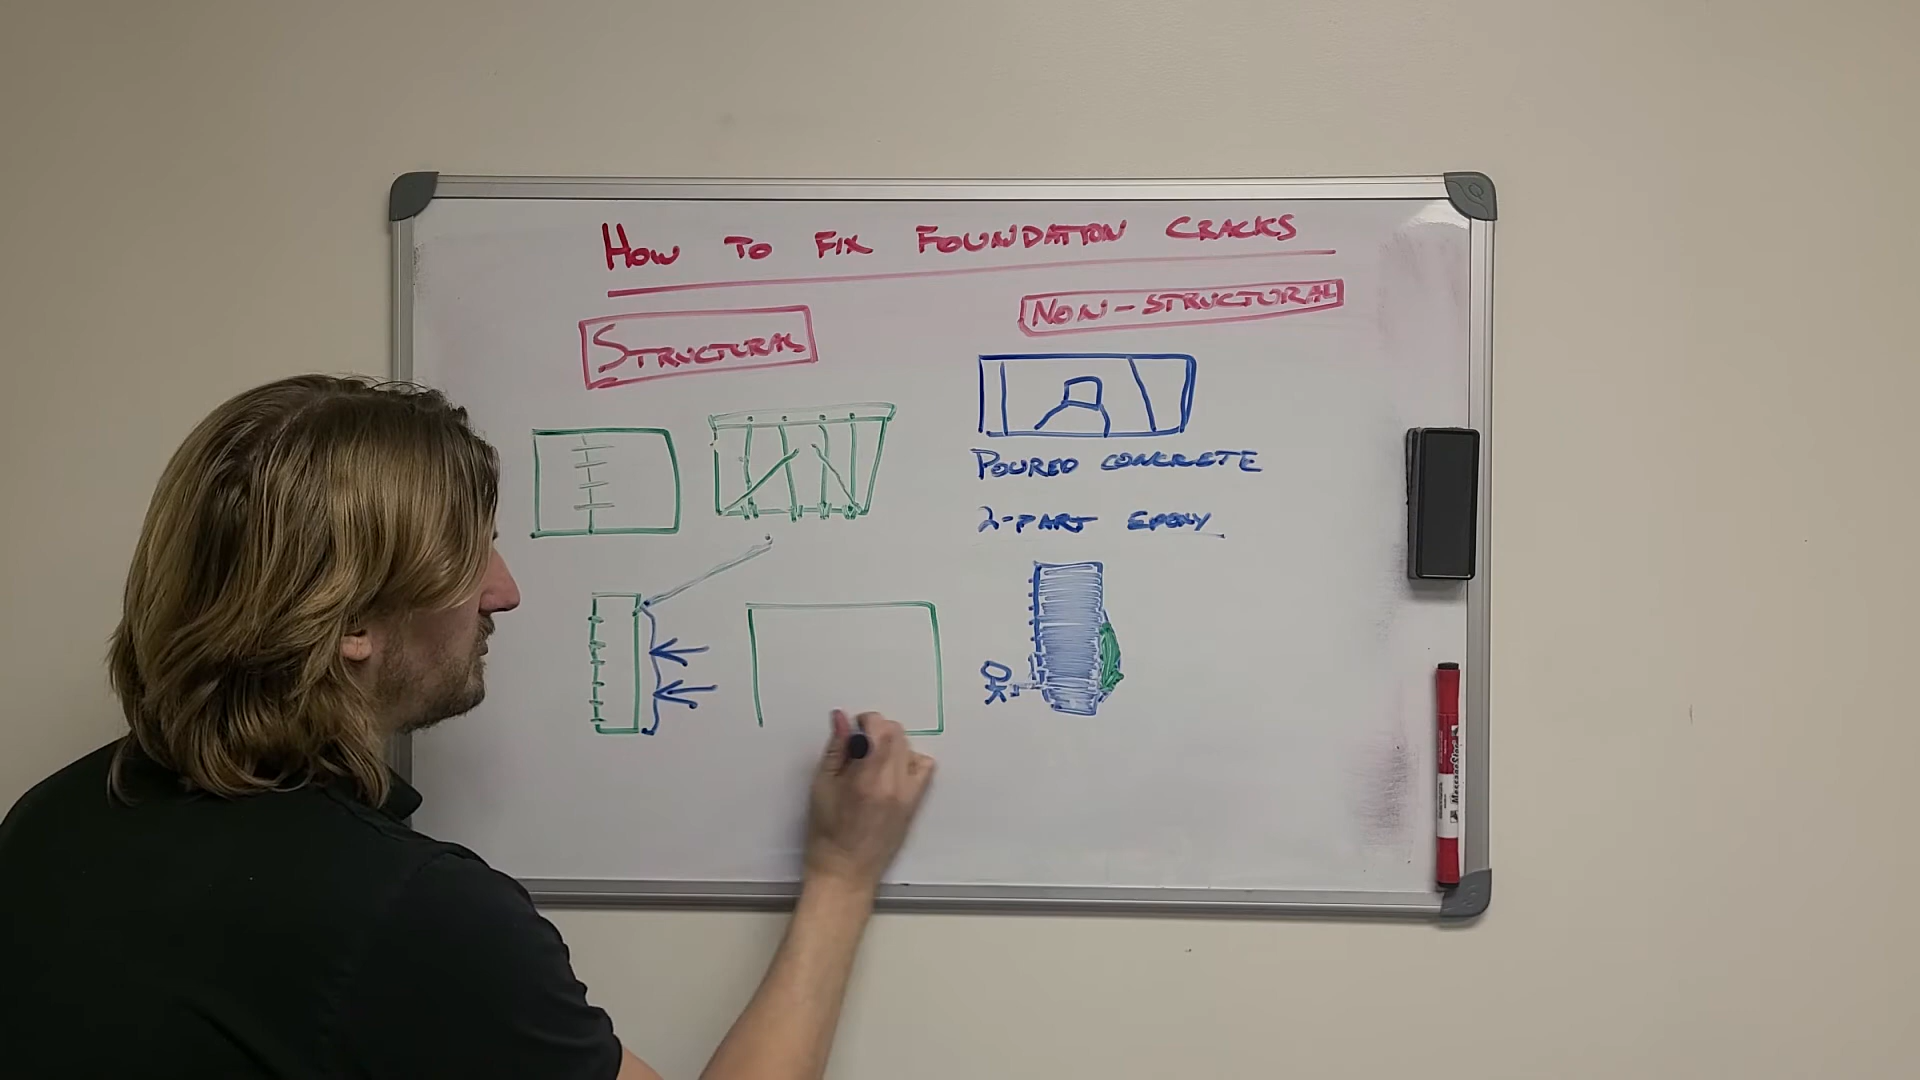 HOW TO FIX FOUNDATION CRACKS
STRUCTURAL
NON-STRUCTURAL
POURED CONCRETE
2-PART EPOXY